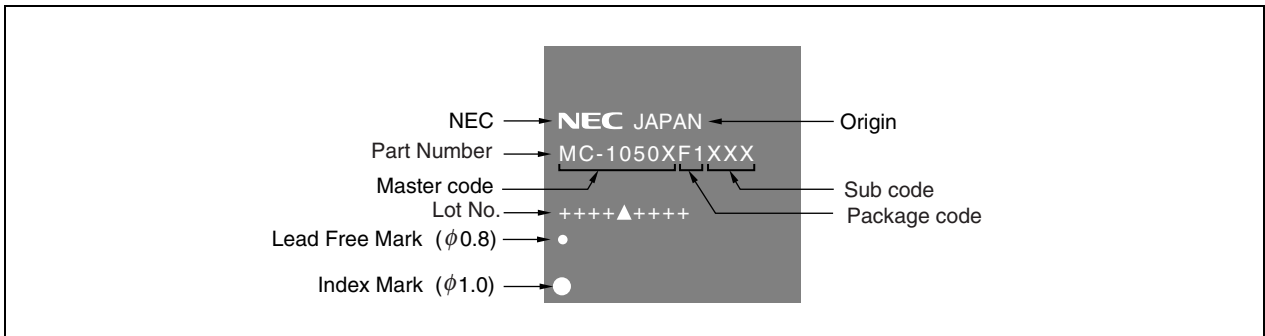 NEC NEC JAPAN Origin
Part Number MC-1050XF1XXX
Master code Sub code
Lot No. ++++▲++++ Package code
Lead Free Mark (φ0.8)
Index Mark (φ1.0)